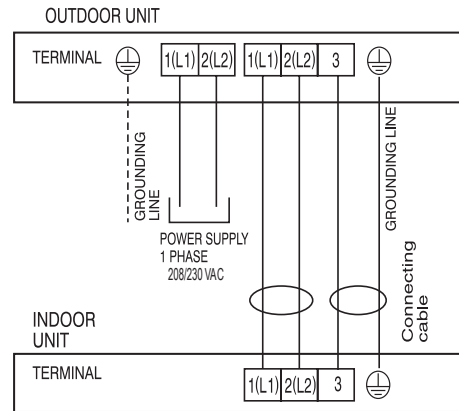 OUTDOOR UNIT
TERMINAL 1(L1) 2(L2) 1(L1) 2(L2) 3
GROUNDING
LINE
GROUNDING LINE
POWER SUPPLY
1 PHASE
208/230 VAC
Connecting
cable
INDOOR
UNIT
TERMINAL 1(L1) 2(L2) 3